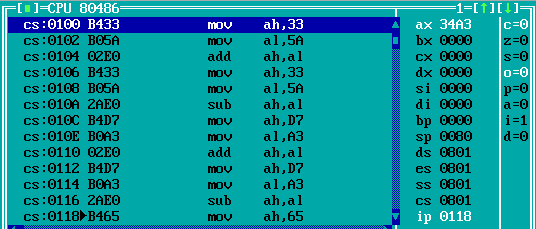 [■]=CPU 80486 1=[↑][↓]
cs:0100 B433 mov ah,33 ax 34A3 c=0
cs:0102 B05A mov al,5A bx 0000 z=0
cs:0104 02E0 add ah,al cx 0000 s=0
cs:0106 B433 mov ah,33 dx 0000 o=0
cs:0108 B05A mov al,5A si 0000 p=0
cs:010A 2AE0 sub ah,al di 0000 a=0
cs:010C B4D7 mov ah,D7 bp 0000 i=1
cs:010E B0A3 mov al,A3 sp 0080 d=0
cs:0110 02E0 add ah,al ds 0801
cs:0112 B4D7 mov ah,D7 es 0801
cs:0114 B0A3 mov al,A3 ss 0801
cs:0116 2AE0 sub ah,al cs 0801
cs:0118►B465 mov ah,65 ip 0118